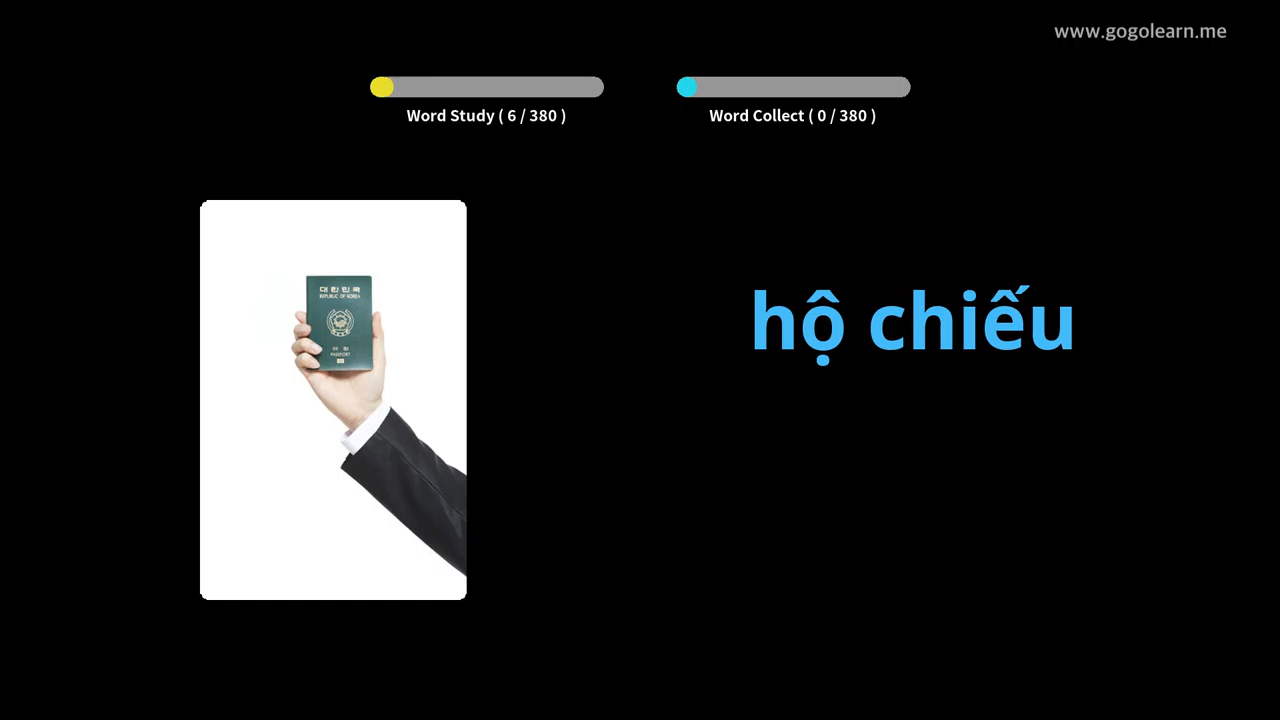 www.gogolearn.me
Word Study ( 6 / 380 )
Word Collect ( 0 / 380 )
대한민국
REPUBLIC OF KOREA
여권
PASSPORT
hộ chiếu